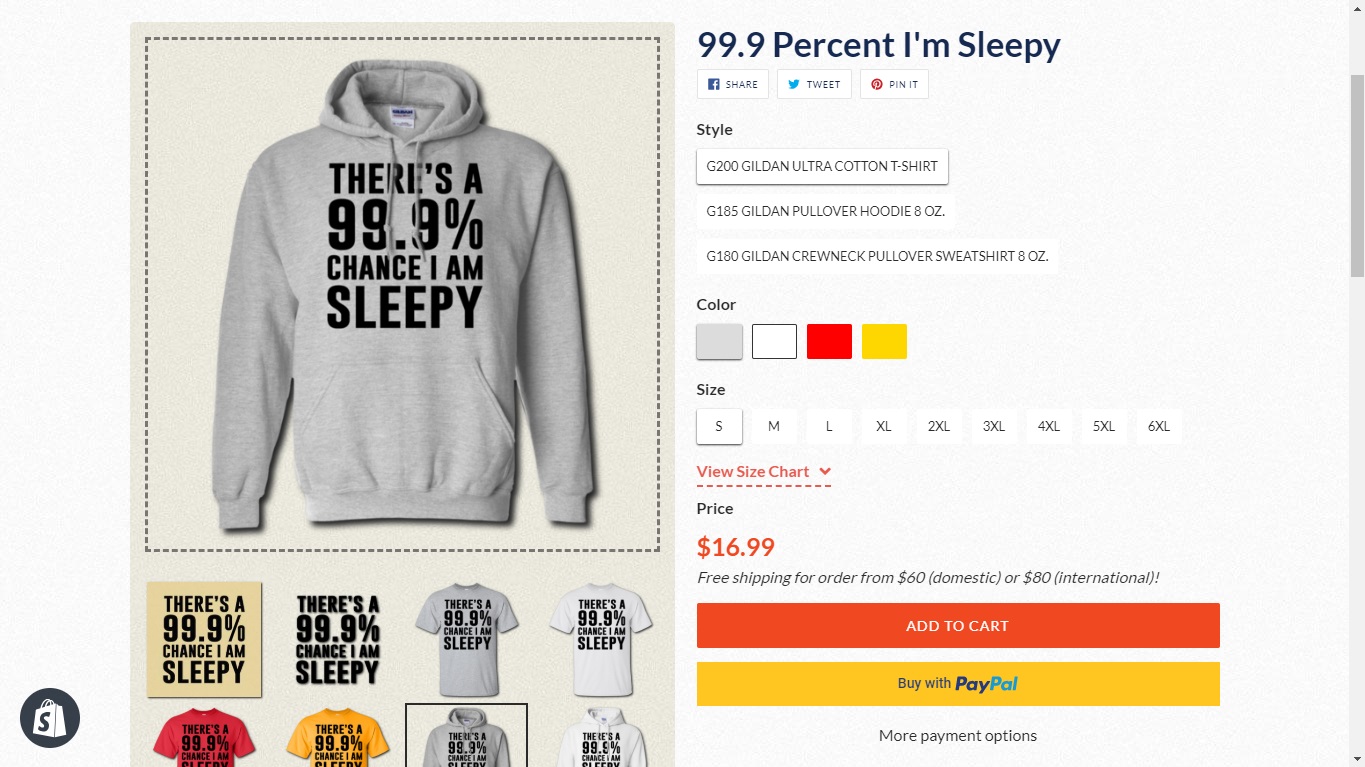 THERE'S A
99.9%
CHANCE I AM
SLEEPY
THERE'S A
99.9%
CHANCE I AM
SLEEPY
THERE'S A
99.9%
CHANCE I AM
SLEEPY
THERE'S A
99.9%
CHANCE I AM
SLEEPY
THERE'S A
99.9%
CHANCE I AM
SLEEPY
THERE'S A
99.9%
CHANCE I AM
SLEEPY
THERE'S A
99.9%
CHANCE I AM
SLEEPY
THERE'S A
99.9%
CHANCE I AM
THERE'S A
99.9%
CHANCE I AM
99.9 Percent I'm Sleepy
SHARE TWEET PIN IT
Style
G200 GILDAN ULTRA COTTON T-SHIRT
G185 GILDAN PULLOVER HOODIE 8 OZ.
G180 GILDAN CREWNECK PULLOVER SWEATSHIRT 8 OZ.
Color
Size
S M L XL 2XL 3XL 4XL 5XL 6XL
View Size Chart
Price
$16.99
Free shipping for order from $60 (domestic) or $80 (international)!
ADD TO CART
Buy with PayPal
More payment options